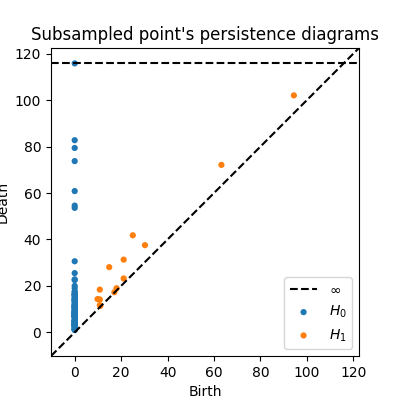 Subsampled point's persistence diagrams
120
100
80
60
40
20
0
Death
0 20 40 60 80 100 120
Birth
∞
H₀
H₁